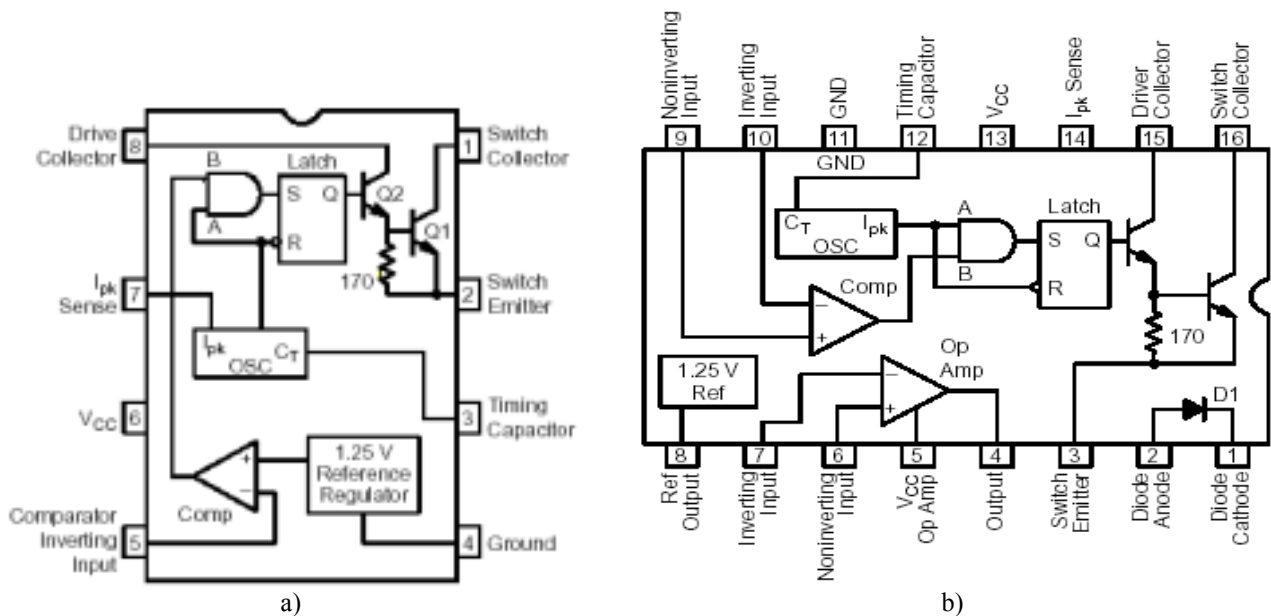 Drive
Collector
8
B
Latch
S
Q
Q2
1
Switch
Collector
A
R
Q1
170
Ipk
Sense
7
2
Switch
Emitter
Ipk
CT
OSC
VCC
6
3
Timing
Capacitor
1.25 V
Reference
Regulator
+
–
Comp
Comparator
Inverting
Input
5
4
Ground
a)
Noninverting
Input
Inverting
Input
GND
Timing
Capacitor
VCC
Ipk Sense
Driver
Collector
Switch
Collector
9
10
11
12
13
14
15
16
GND
CT
Ipk
OSC
A
B
Latch
S
Q
R
Comp
–
+
170
Op
Amp
–
+
1.25 V
Ref
D1
8
7
6
5
4
3
2
1
Ref
Output
Inverting
Input
Noninverting
Input
VCC
Op Amp
Output
Switch
Emitter
Diode
Anode
Diode
Cathode
b)